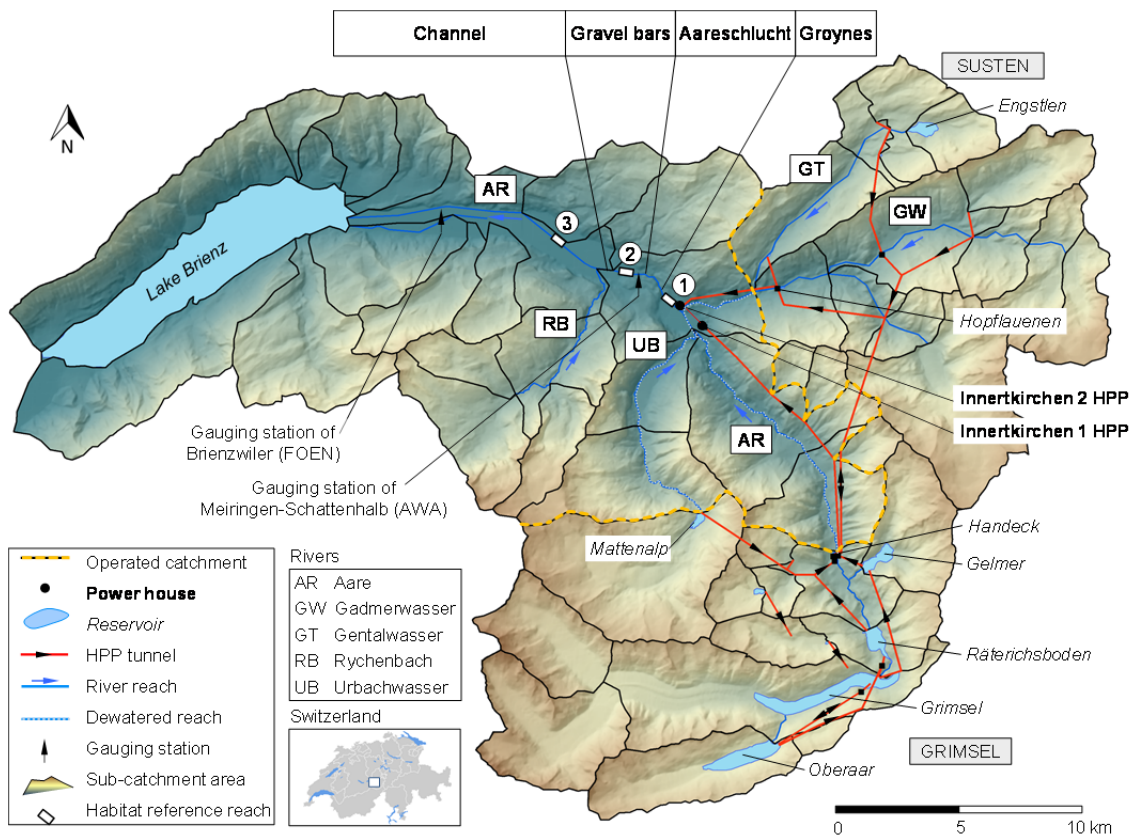 Channel
Gravel bars
Aareschlucht
Groynes
SUSTEN
Engstlen
N
GT
AR
GW
3
2
1
Lake Brienz
RB
UB
Hopflauenen
Innertkirchen 2 HPP
Innertkirchen 1 HPP
AR
Gauging station of
Brienzwiler (FOEN)
Gauging station of
Meiringen-Schattenhalb (AWA)
Mattenalp
Handeck
Gelmer
Räterichsboden
Grimsel
GRIMSEL
Oberaar
Operated catchment
Power house
Reservoir
HPP tunnel
River reach
Dewatered reach
Gauging station
Sub-catchment area
Habitat reference reach
Rivers
AR Aare
GW Gadmerwasser
GT Gentalwasser
RB Rychenbach
UB Urbachwasser
Switzerland
0 5 10 km